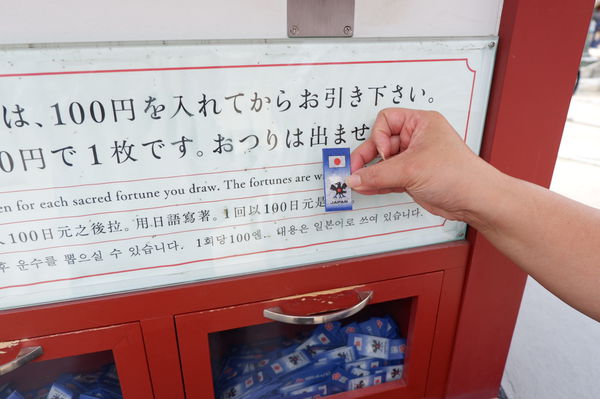 は、100円を入れてからお引き下さい。
0円で1枚です。おつりは出ませ
en for each sacred fortune you draw. The fortunes are
100日元之後拉。用日語寫著。1回以100日元
운수를 뽑으실 수 있습니다. 1회당 100엔. 내용은 일본어로 쓰여 있습니다.
JAPAN